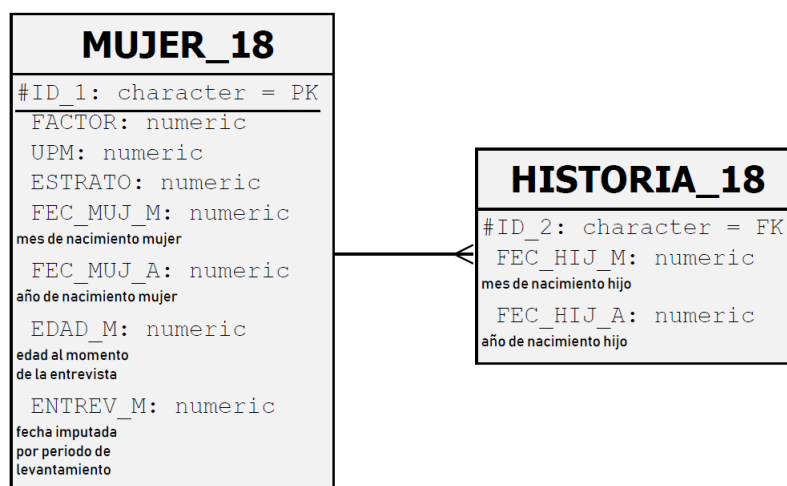 MUJER_18
#ID_1: character = PK
FACTOR: numeric
UPM: numeric
ESTRATO: numeric
FEC_MUJ_M: numeric
mes de nacimiento mujer
FEC_MUJ_A: numeric
año de nacimiento mujer
EDAD_M: numeric
edad al momento
de la entrevista
ENTREV_M: numeric
fecha imputada
por periodo de
levantamiento
HISTORIA_18
#ID_2: character = FK
FEC_HIJ_M: numeric
mes de nacimiento hijo
FEC_HIJ_A: numeric
año de nacimiento hijo